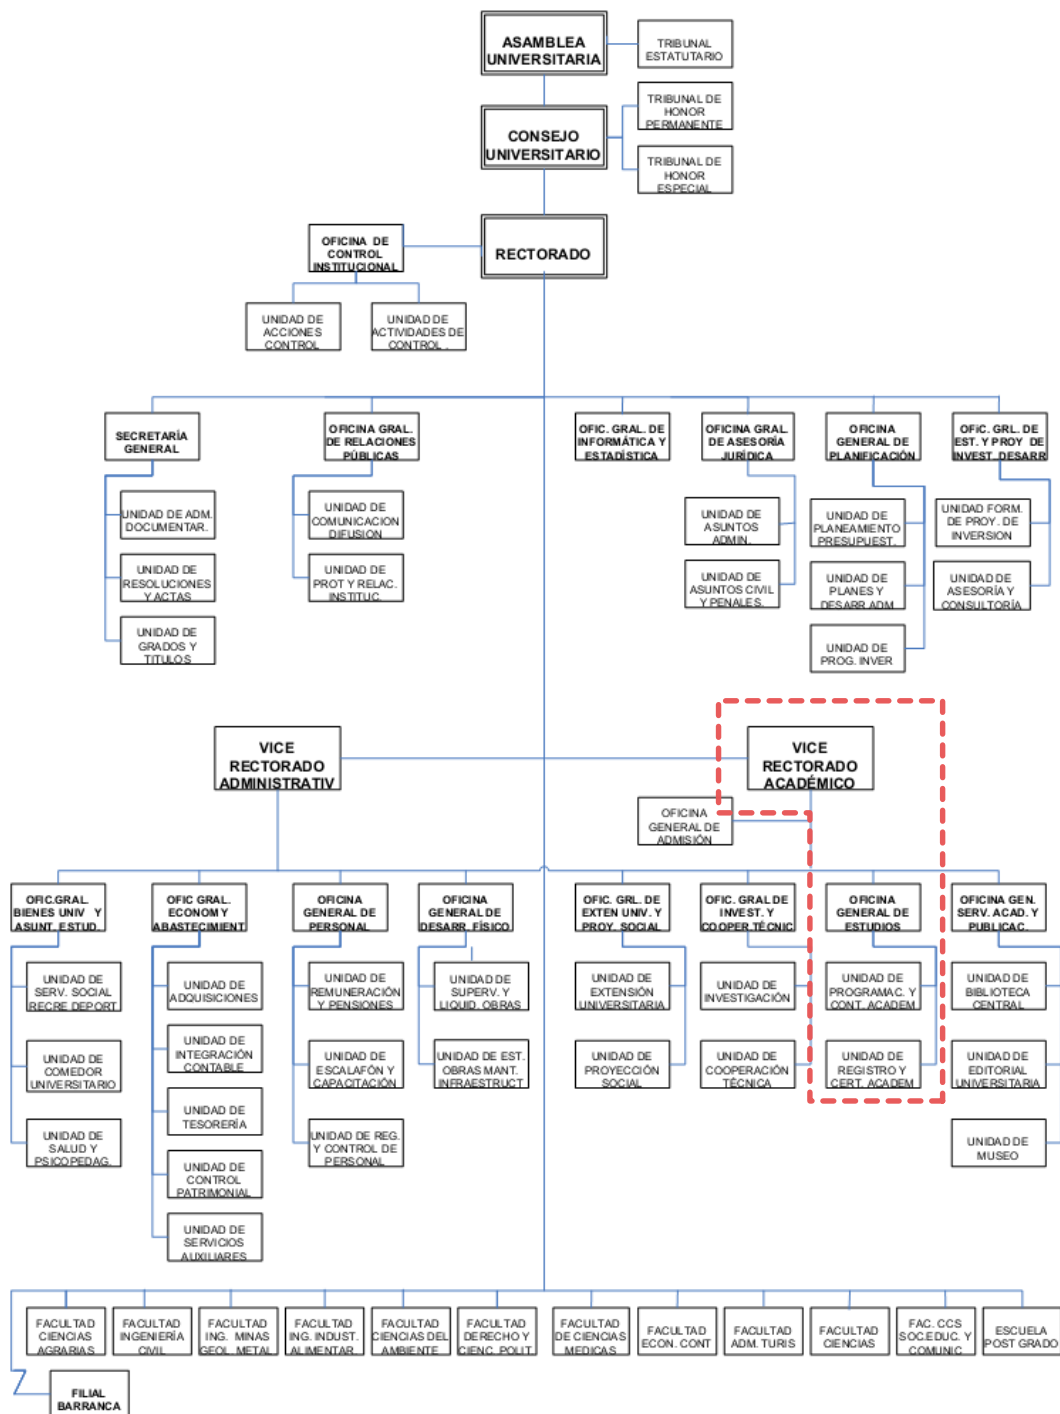 ASAMBLEA
UNIVERSITARIA
TRIBUNAL
ESTATUTARIO
TRIBUNAL DE
HONOR
PERMANENTE
CONSEJO
UNIVERSITARIO
TRIBUNAL DE
HONOR
ESPECIAL
OFICINA DE
CONTROL
INSTITUCIONAL
RECTORADO
UNIDAD DE
ACCIONES
CONTROL
UNIDAD DE
ACTIVIDADES DE
CONTROL .
SECRETARÍA
GENERAL
OFICINA GRAL.
DE RELACIONES
PÚBLICAS
OFIC. GRL. DE
INFORMÁTICA Y
ESTADÍSTICA
OFICINA GRAL.
DE ASESORÍA
JURÍDICA
OFICINA
GENERAL DE
PLANIFICACIÓN
OFIC. GRL. DE
EST. Y PROY DE
INVEST. DESARR
UNIDAD DE ADM.
DOCUMENTAR.
UNIDAD DE
RESOLUCIONES
Y ACTAS
UNIDAD DE
GRADOS Y
TITULOS
UNIDAD DE
COMUNICACION
DIFUSION
UNIDAD DE
PROT Y RELAC.
INSTITUC.
UNIDAD DE
ASUNTOS
ADMIN.
UNIDAD DE
ASUNTOS CIVIL
Y PENALES.
UNIDAD DE
PLANEAMIENTO
PRESUPUEST.
UNIDAD DE
PLANES Y
DESARR ADM
UNIDAD DE
PROG. INVER
UNIDAD FORM.
DE PROY. DE
INVERSION
UNIDAD DE
ASESORÍA Y
CONSULTORÍA
VICE
RECTORADO
ADMINISTRATIV
VICE
RECTORADO
ACADÉMICO
OFICINA
GENERAL DE
ADMISIÓN
OFIC.GRAL.
BIENES UNIV Y
ASUNT. ESTUD.
OFIC GRAL.
ECONOM Y
ABASTECIMIENT
OFICINA
GENERAL DE
PERSONAL
OFICINA
GENERAL DE
DESARR. FÍSICO
OFIC. GRL. DE
EXTEN UNIV. Y
PROY. SOCIAL
OFIC. GRAL. DE
INVEST. Y
COOPER.TÉCNIC
OFICINA
GENERAL DE
ESTUDIOS
OFICINA GEN.
SERV. ACAD. Y
PUBLICAC.
UNIDAD DE
SERV. SOCIAL
RECRE DEPORT
UNIDAD DE
COMEDOR
UNIVERSITARIO
UNIDAD DE
SALUD Y
PSICOPEDAG.
UNIDAD DE
ADQUISICIONES
UNIDAD DE
INTEGRACIÓN
CONTABLE
UNIDAD DE
TESORERÍA
UNIDAD DE
CONTROL
PATRIMONIAL
UNIDAD DE
SERVICIOS
AUXILIARES
UNIDAD DE
REMUNERACIÓN
Y PENSIONES
UNIDAD DE
ESCALAFÓN Y
CAPACITACIÓN
UNIDAD DE REG.
Y CONTROL DE
PERSONAL
UNIDAD DE
SUPERV. Y
LIQUID. OBRAS
UNIDAD DE EST.
OBRAS MANT.
INFRAESTRUCT
UNIDAD DE
EXTENSIÓN
UNIVERSITARIA
UNIDAD DE
PROYECCIÓN
SOCIAL
UNIDAD DE
INVESTIGACIÓN
UNIDAD DE
COOPERACIÓN
TÉCNICA
UNIDAD DE
PROGRAMAC. Y
CONT. ACADEM
UNIDAD DE
REGISTRO Y
CERT. ACADEM
UNIDAD DE
BIBLIOTECA
CENTRAL
UNIDAD DE
EDITORIAL
UNIVERSITARIA
UNIDAD DE
MUSEO
FACULTAD
CIENCIAS
AGRARIAS
FACULTAD
INGENIERÍA
CIVIL
FACULTAD
ING. MINAS
GEOL. METAL
FACULTAD
ING. INDUST.
ALIMENTAR.
FACULTAD
CIENCIAS DEL
AMBIENTE
FACULTAD
DERECHO Y
CIENC. POLIT.
FACULTAD
DE CIENCIAS
MEDICAS
FACULTAD
ECON. CONT
FACULTAD
ADM. TURIS
FACULTAD
CIENCIAS
FAC. CCS
SOC.EDUC. Y
COMUNIC
ESCUELA
POST GRADO
FILIAL
BARRANCA